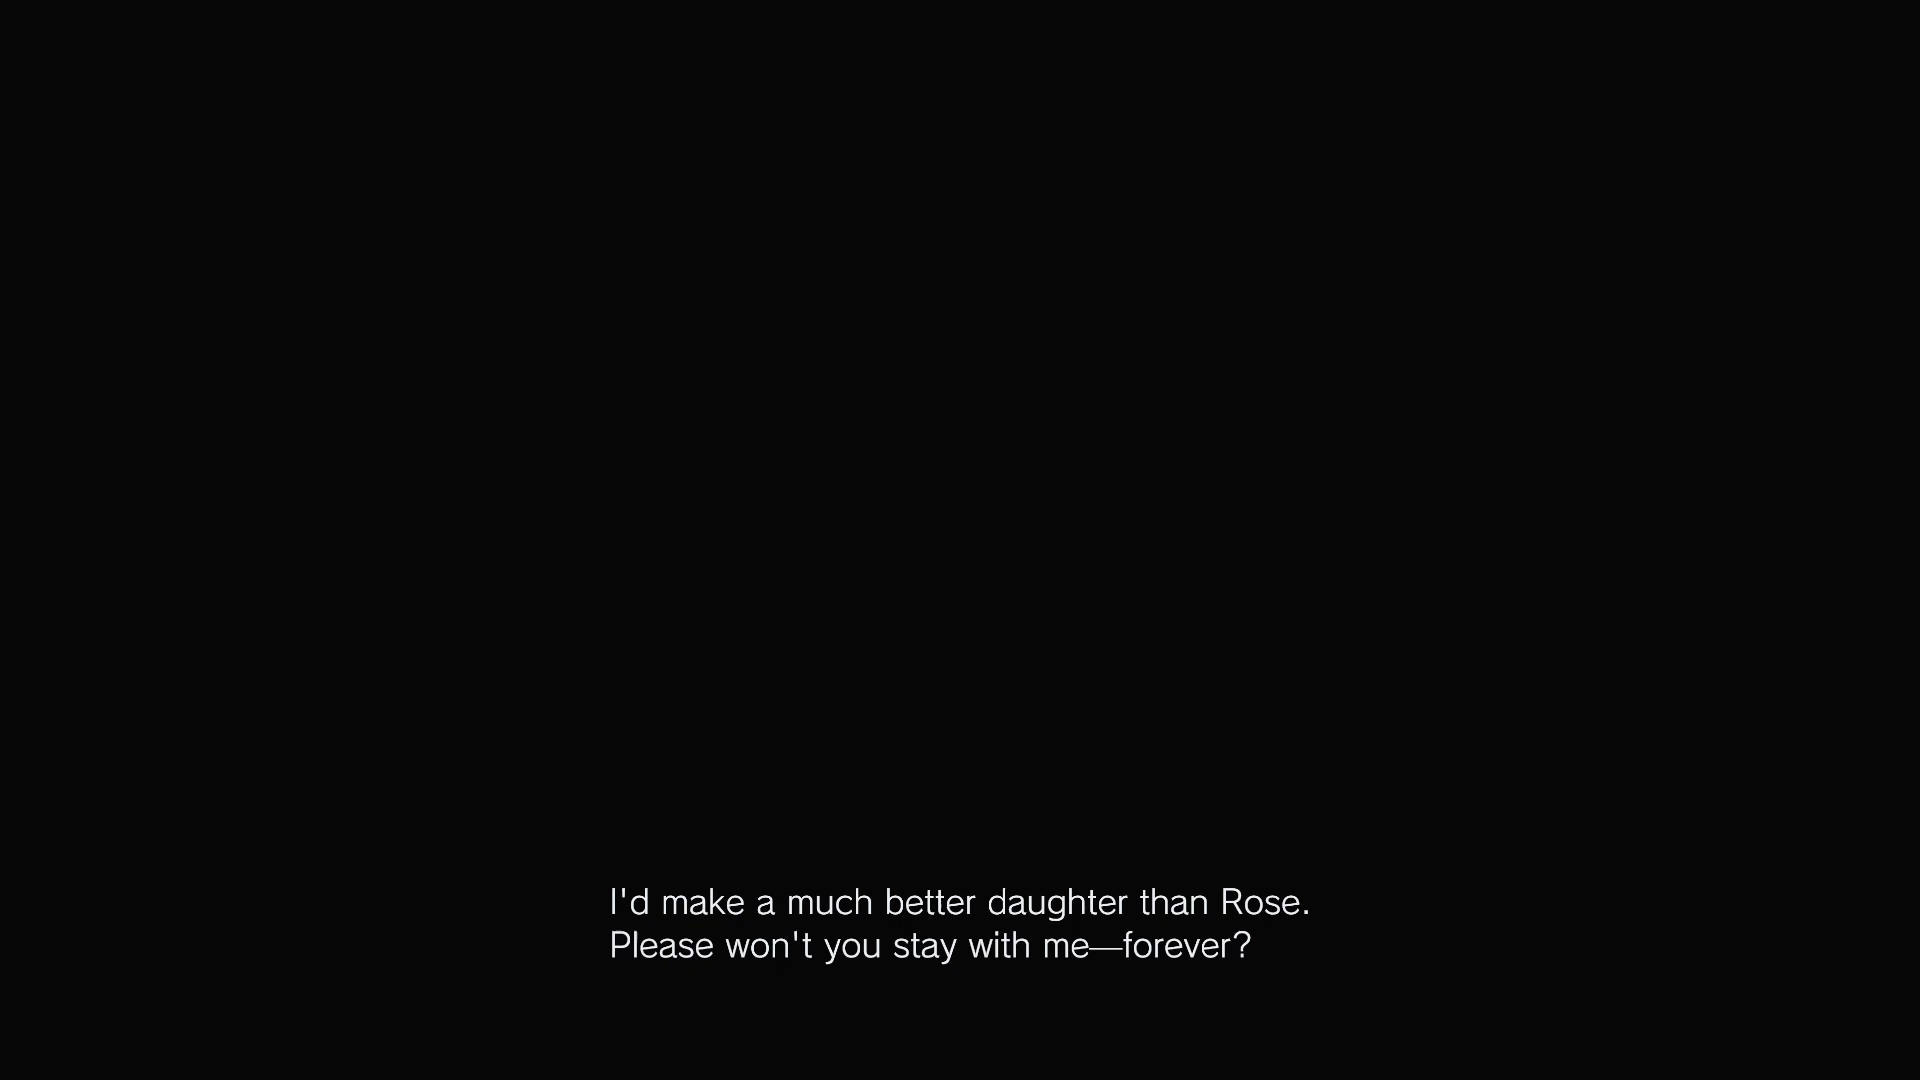 I'd make a much better daughter than Rose.
Please won't you stay with me—forever?